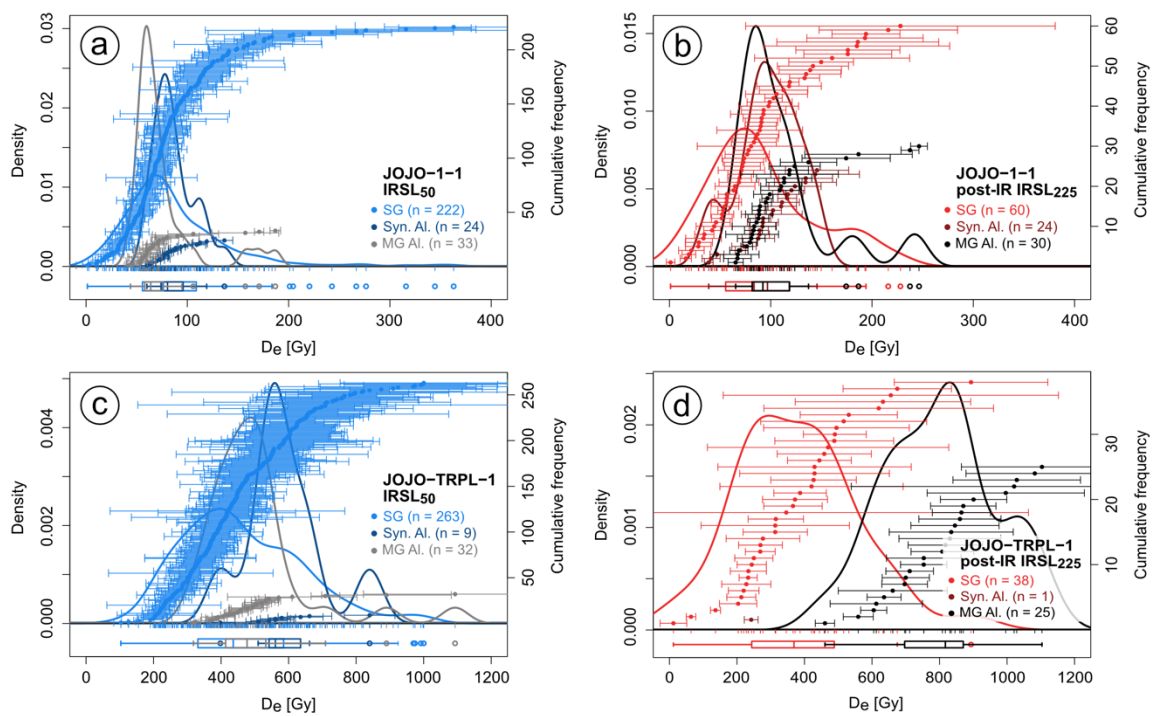 a
0.03
0.02
0.01
0.00
Density
200
150
100
50
Cumulative frequency
JOJO−1−1
IRSL50
SG (n = 222)
Syn. Al. (n = 24)
MG Al. (n = 33)
0 100 200 300 400
De [Gy]
b
0.015
0.010
0.005
0.000
Density
60
50
40
30
20
10
Cumulative frequency
JOJO−1−1
post-IR IRSL225
SG (n = 60)
Syn. Al. (n = 24)
MG Al. (n = 30)
0 100 200 300 400
De [Gy]
c
0.004
0.002
0.000
Density
250
200
150
100
50
Cumulative frequency
JOJO−TRPL−1
IRSL50
SG (n = 263)
Syn. Al. (n = 9)
MG Al. (n = 32)
0 200 400 600 800 1000 1200
De [Gy]
d
0.002
0.001
0.000
Density
30
20
10
Cumulative frequency
JOJO−TRPL−1
post-IR IRSL225
SG (n = 38)
Syn. Al. (n = 1)
MG Al. (n = 25)
0 200 400 600 800 1000 1200
De [Gy]